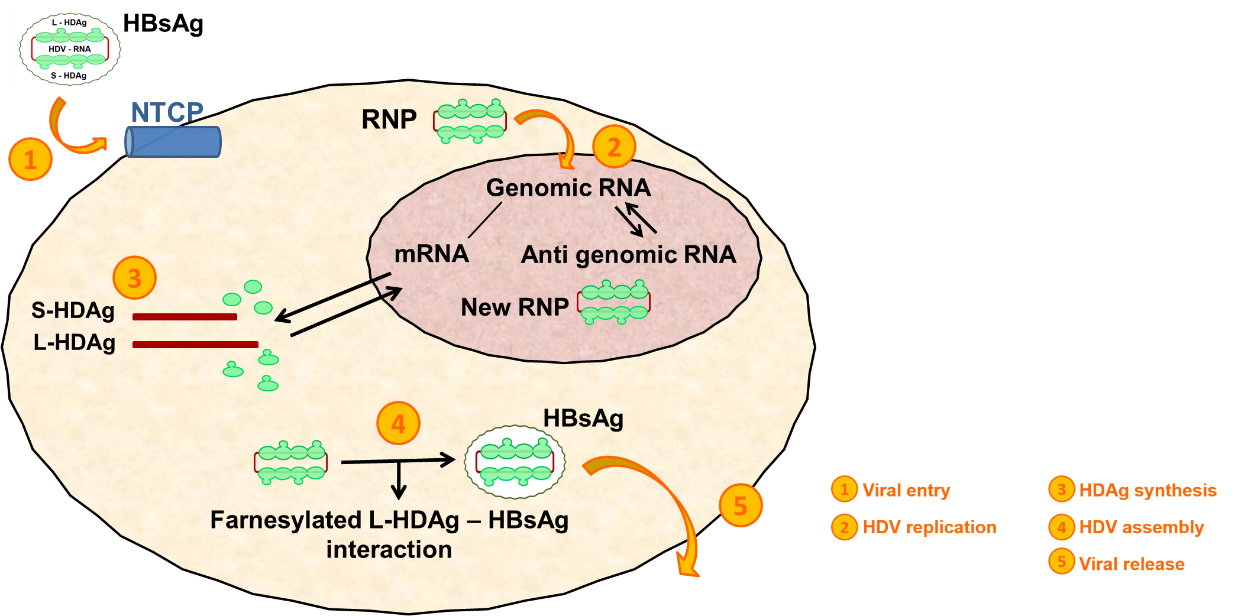 L - HDAg
HBsAg
HDV - RNA
S - HDAg
NTCP
1
RNP
2
Genomic RNA
mRNA
Anti genomic RNA
New RNP
3
S-HDAg
L-HDAg
4
HBsAg
Farnesylated L-HDAg – HBsAg
interaction
5
1 Viral entry
2 HDV replication
3 HDAg synthesis
4 HDV assembly
5 Viral release